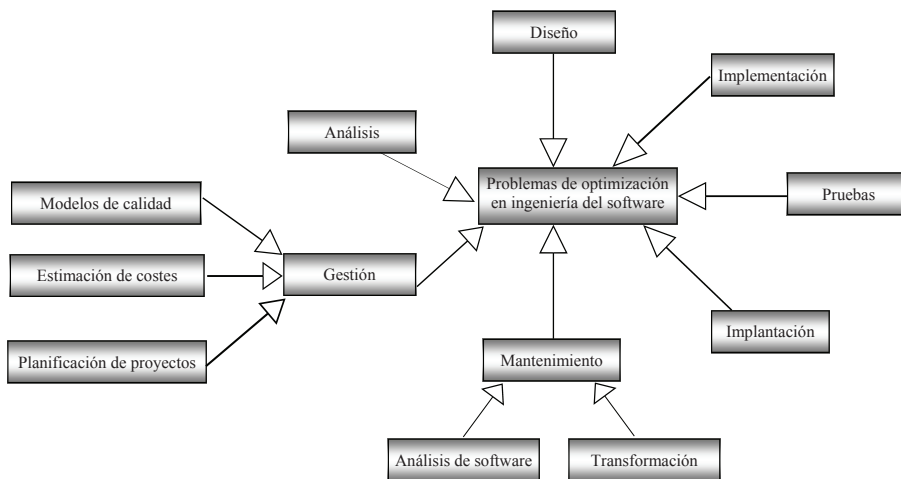 Diseño
Implementación
Análisis
Problemas de optimización
en ingeniería del software
Pruebas
Modelos de calidad
Estimación de costes
Gestión
Planificación de proyectos
Implantación
Mantenimiento
Análisis de software
Transformación